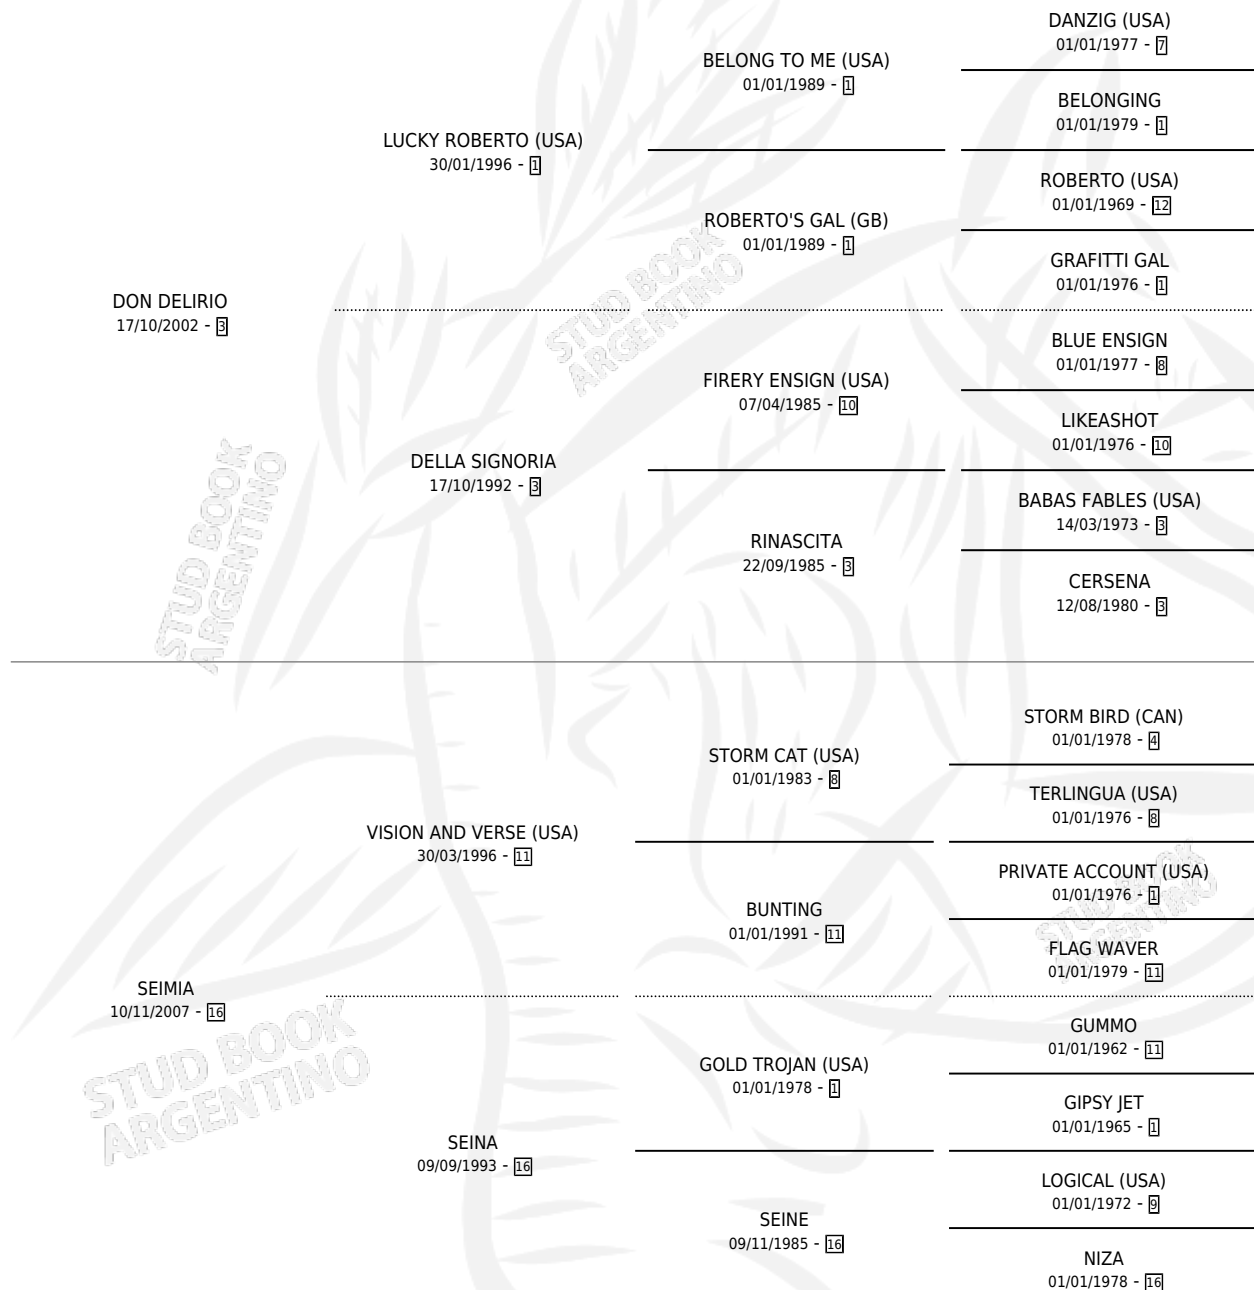 DANZIG (USA)
01/01/1977 - 7
BELONG TO ME (USA)
01/01/1989 - 1
BELONGING
01/01/1979 - 1
LUCKY ROBERTO (USA)
30/01/1996 - 1
ROBERTO (USA)
01/01/1969 - 12
ROBERTO'S GAL (GB)
01/01/1989 - 1
GRAFITTI GAL
01/01/1976 - 1
DON DELIRIO
17/10/2002 - 3
BLUE ENSIGN
01/01/1977 - 8
FIRERY ENSIGN (USA)
07/04/1985 - 10
LIKEASHOT
01/01/1976 - 10
DELLA SIGNORIA
17/10/1992 - 3
BABAS FABLES (USA)
14/03/1973 - 3
RINASCITA
22/09/1985 - 3
CERSENA
12/08/1980 - 3
STORM BIRD (CAN)
01/01/1978 - 4
STORM CAT (USA)
01/01/1983 - 8
TERLINGUA (USA)
01/01/1976 - 8
VISION AND VERSE (USA)
30/03/1996 - 11
PRIVATE ACCOUNT (USA)
01/01/1976 - 1
BUNTING
01/01/1991 - 11
FLAG WAVER
01/01/1979 - 11
SEIMIA
10/11/2007 - 16
GUMMO
01/01/1962 - 11
GOLD TROJAN (USA)
01/01/1978 - 1
GIPSY JET
01/01/1965 - 1
SEINA
09/09/1993 - 16
LOGICAL (USA)
01/01/1972 - 9
SEINE
09/11/1985 - 16
NIZA
01/01/1978 - 16
STUD BOOK
ARGENTINO
STUD BOOK
ARGENTINO
STUD BOOK
ARGENTINO
STUD BOOK
ARGENTINO